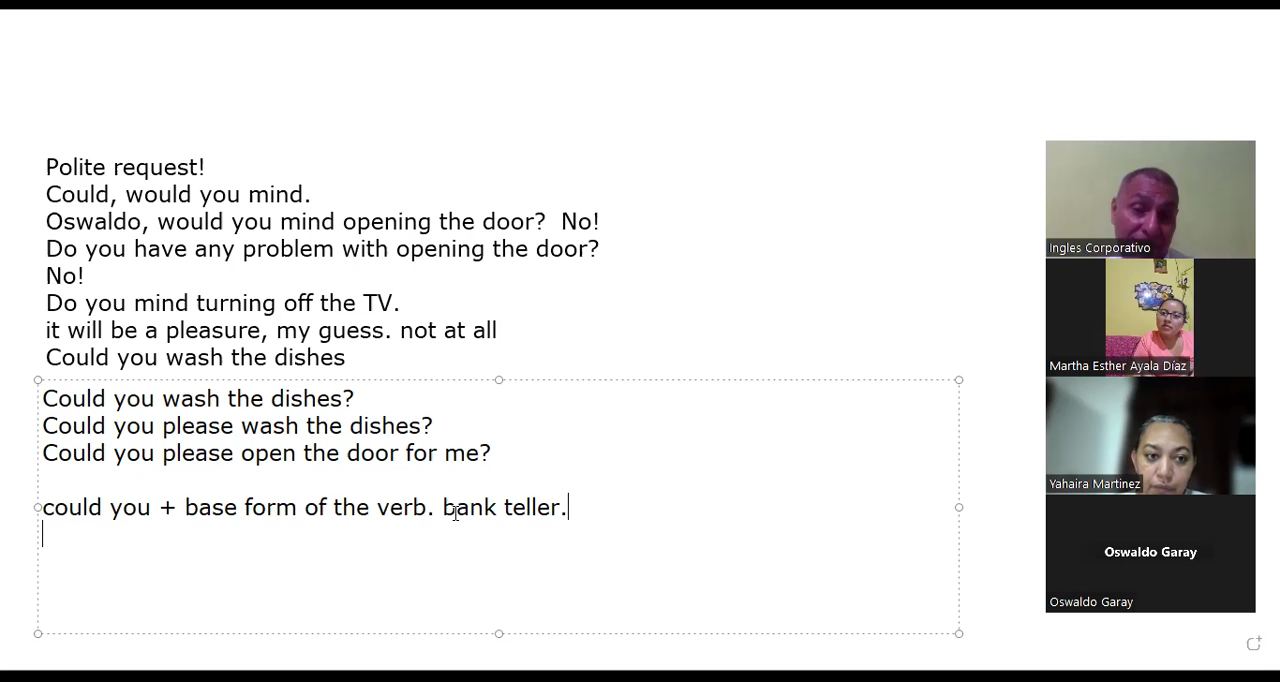 Polite request!
Could, would you mind.
Oswaldo, would you mind opening the door?  No!
Do you have any problem with opening the door?
No!
Do you mind turning off the TV.
it will be a pleasure, my guess. not at all
Could you wash the dishes
Could you wash the dishes?
Could you please wash the dishes?
Could you please open the door for me?
could you + base form of the verb. bank teller.
Ingles Corporativo
Martha Esther Ayala Díaz
Yahaira Martinez
Oswaldo Garay
Oswaldo Garay